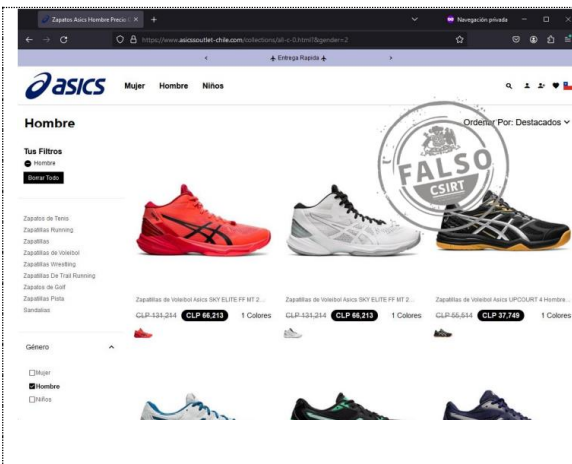 Zapatos Asics Hombre Precio C
Navegación privada
https://www.asicsoutlet-chile.com/collections/all-c-0.html?&gender=2
Entrega Rapida
asics
Mujer Hombre Niños
Hombre
Ordenar Por: Destacados
FALSO
CSIRT
Tus Filtros
Hombre
Borrar Todo
Zapatos de Tenis
Zapatillas Running
Zapatillas
Zapatillas de Voleibol
Zapatillas Wrestling
Zapatillas De Trail Running
Zapatos de Golf
Zapatillas Pista
Sandalias
Zapatillas de Voleibol Asics SKY ELITE FF MT 2...
CLP 131,214 CLP 66,213 1 Colores
Zapatillas de Voleibol Asics SKY ELITE FF MT 2...
CLP 131,214 CLP 66,213 1 Colores
Zapatillas de Voleibol Asics UPCOURT 4 Hombre...
CLP 65,514 CLP 37,749 1 Colores
Género
Mujer
Hombre
Niños